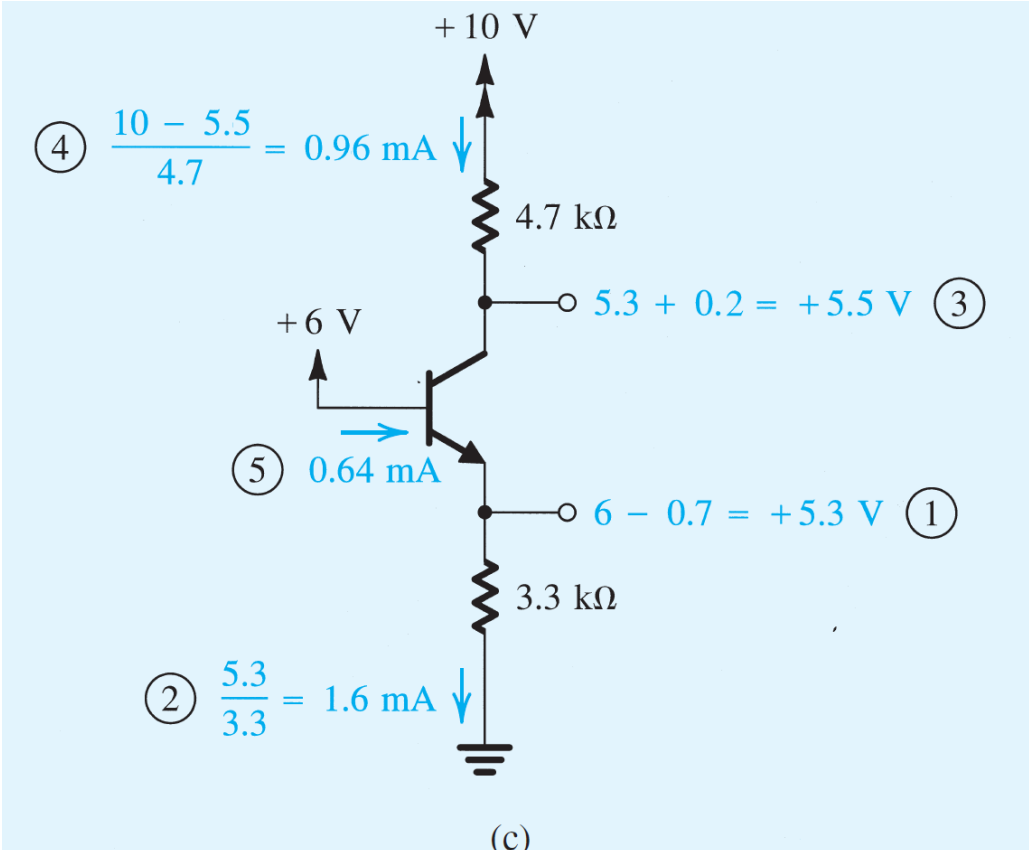 +10 V
④ 10 − 5.5 / 4.7 = 0.96 mA
4.7 kΩ
5.3 + 0.2 = +5.5 V ③
+6 V
⑤ 0.64 mA
6 − 0.7 = +5.3 V ①
3.3 kΩ
② 5.3 / 3.3 = 1.6 mA
(c)